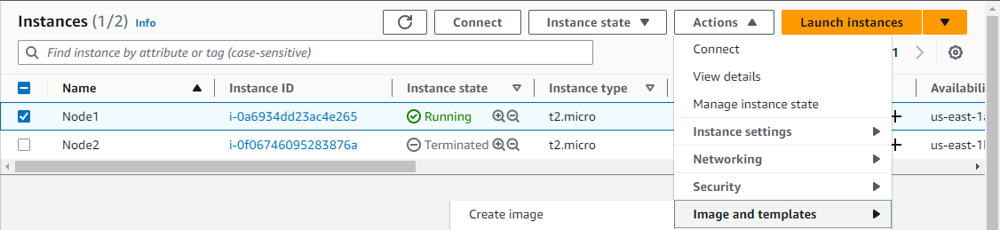 Instances (1/2) Info Connect Instance state Actions Launch instances
Find instance by attribute or tag (case-sensitive) 1
Connect
View details
Name Instance ID Instance state Instance type Availabili
Manage instance state
Node1 i-0a6934dd23ac4e265 Running t2.micro us-east-1a
Instance settings
Node2 i-0f06746095283876a Terminated t2.micro us-east-1
Networking
Security
Create image Image and templates